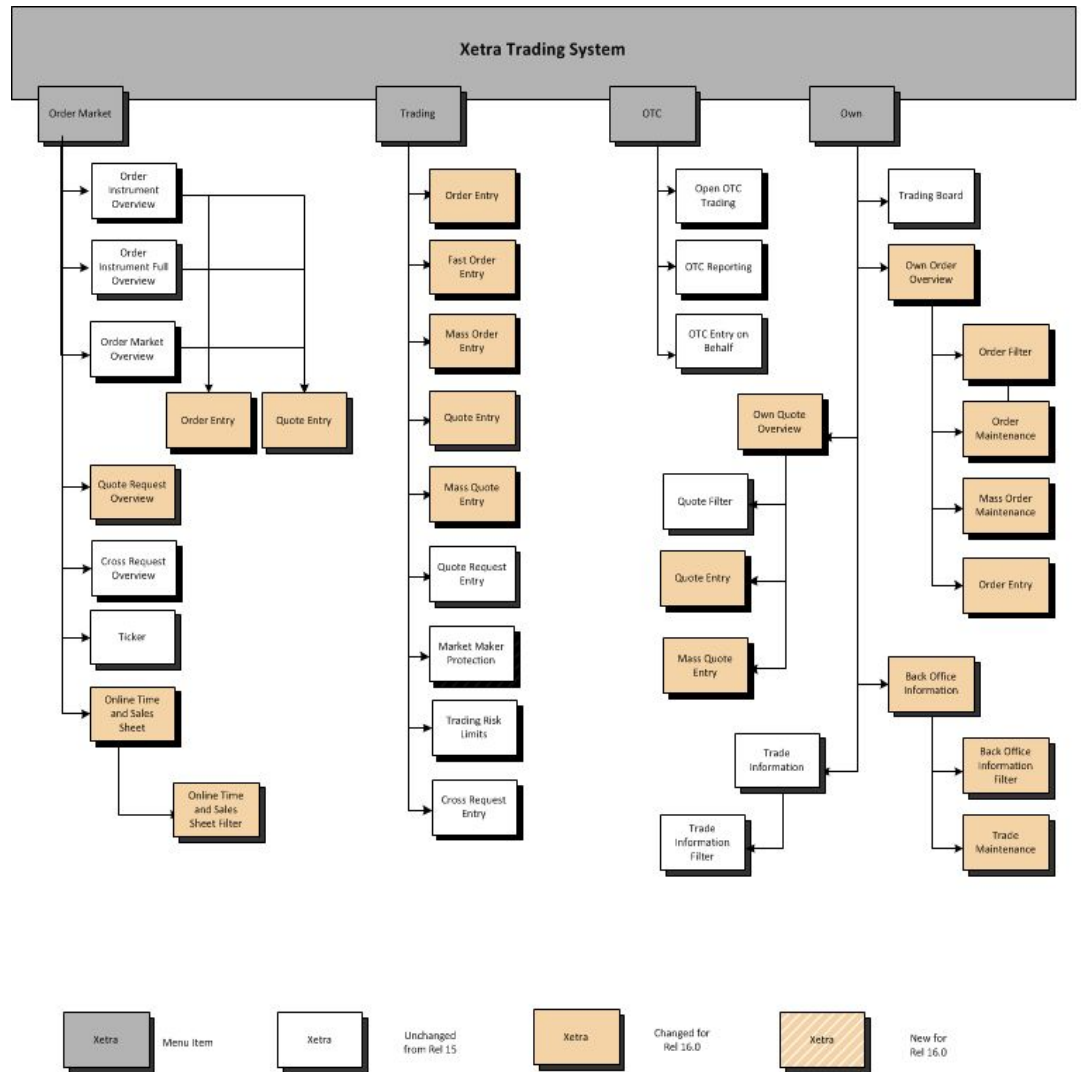 Xetra Trading System
Order Market
Trading
OTC
Own
Order
Instrument
Overview
Order
Instrument Full
Overview
Order Market
Overview
Order Entry
Quote Entry
Quote Request
Overview
Cross Request
Overview
Ticker
Online Time
and Sales
Sheet
Online Time
and Sales
Sheet Filter
Order Entry
Fast Order
Entry
Mass Order
Entry
Quote Entry
Mass Quote
Entry
Quote Request
Entry
Market Maker
Protection
Trading Risk
Limits
Cross Request
Entry
Open OTC
Trading
OTC Reporting
OTC Entry on
Behalf
Own Quote
Overview
Quote Filter
Quote Entry
Mass Quote
Entry
Trade
Information
Trade
Information
Filter
Trading Board
Own Order
Overview
Order Filter
Order
Maintenance
Mass Order
Maintenance
Order Entry
Back Office
Information
Back Office
Information
Filter
Trade
Maintenance
Xetra
Menu Item
Xetra
Unchanged
from Rel 15
Xetra
Changed for
Rel 16.0
Xetra
New for
Rel 16.0